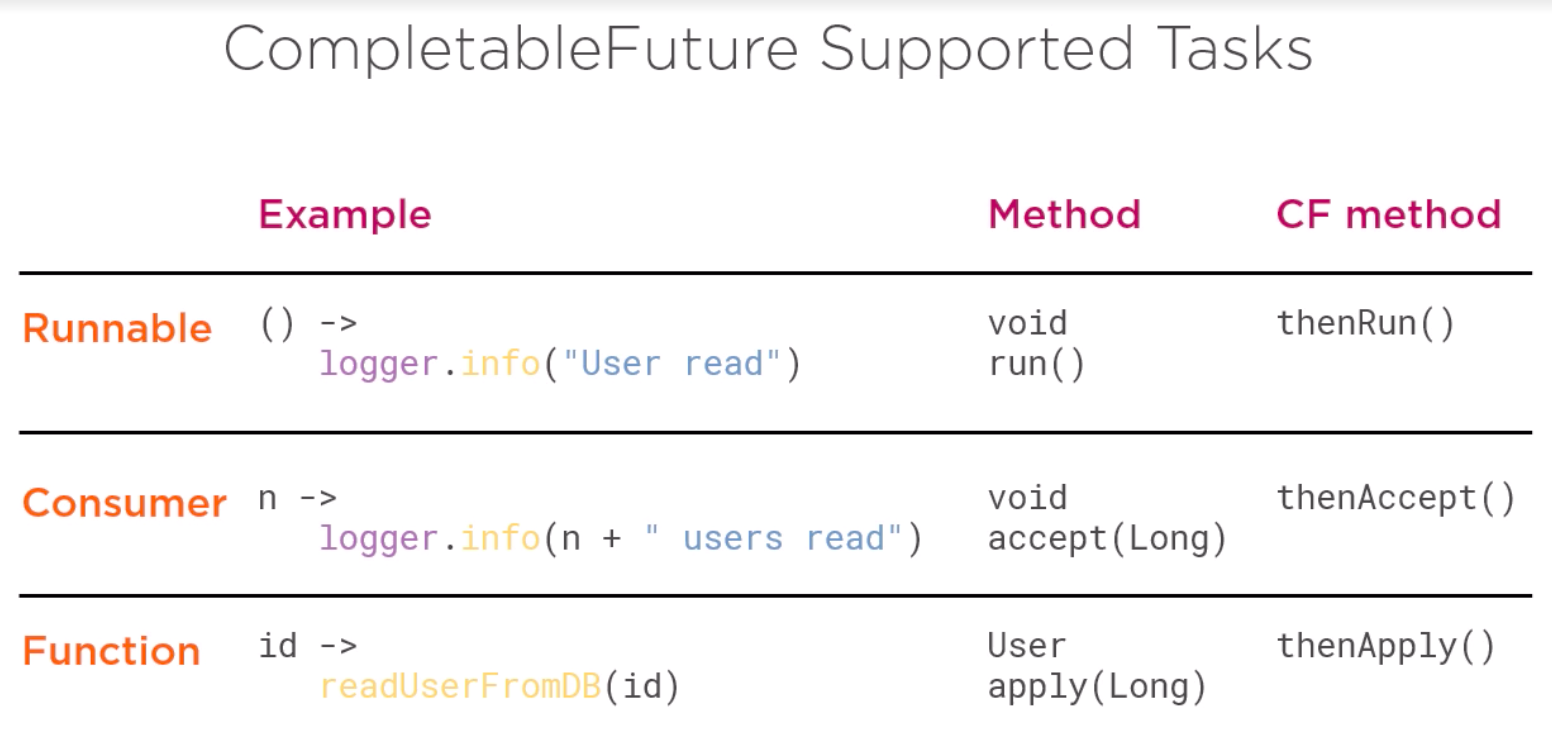 CompletableFuture Supported Tasks
Example Method CF method
Runnable () -> void thenRun()
logger.info("User read") run()
Consumer n -> void thenAccept()
logger.info(n + " users read") accept(Long)
Function id -> User thenApply()
readUserFromDB(id) apply(Long)